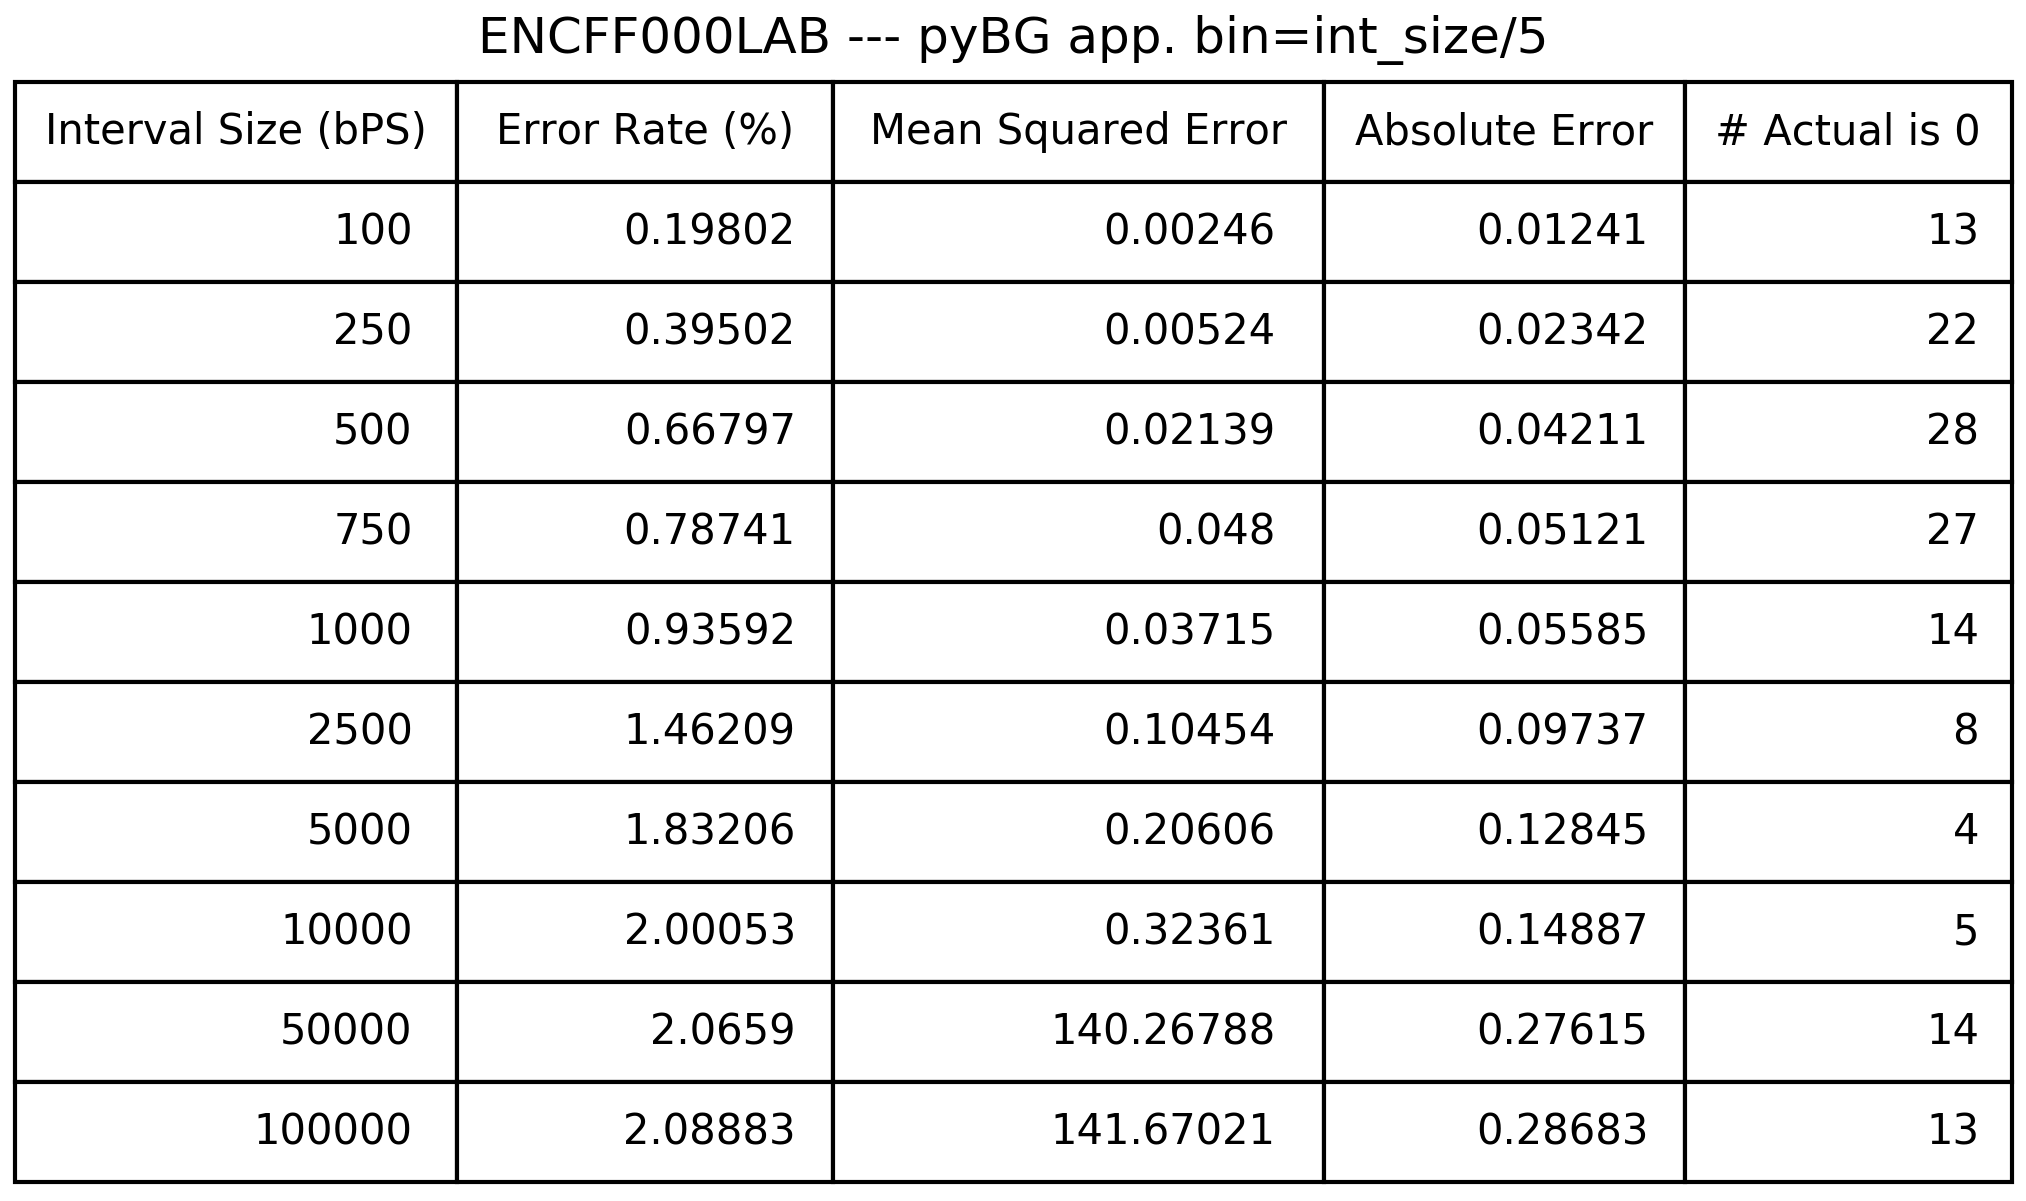 ENCFF000LAB --- pyBG app. bin=int_size/5
Interval Size (bPS) Error Rate (%) Mean Squared Error Absolute Error # Actual is 0
100 0.19802 0.00246 0.01241 13
250 0.39502 0.00524 0.02342 22
500 0.66797 0.02139 0.04211 28
750 0.78741 0.048 0.05121 27
1000 0.93592 0.03715 0.05585 14
2500 1.46209 0.10454 0.09737 8
5000 1.83206 0.20606 0.12845 4
10000 2.00053 0.32361 0.14887 5
50000 2.0659 140.26788 0.27615 14
100000 2.08883 141.67021 0.28683 13